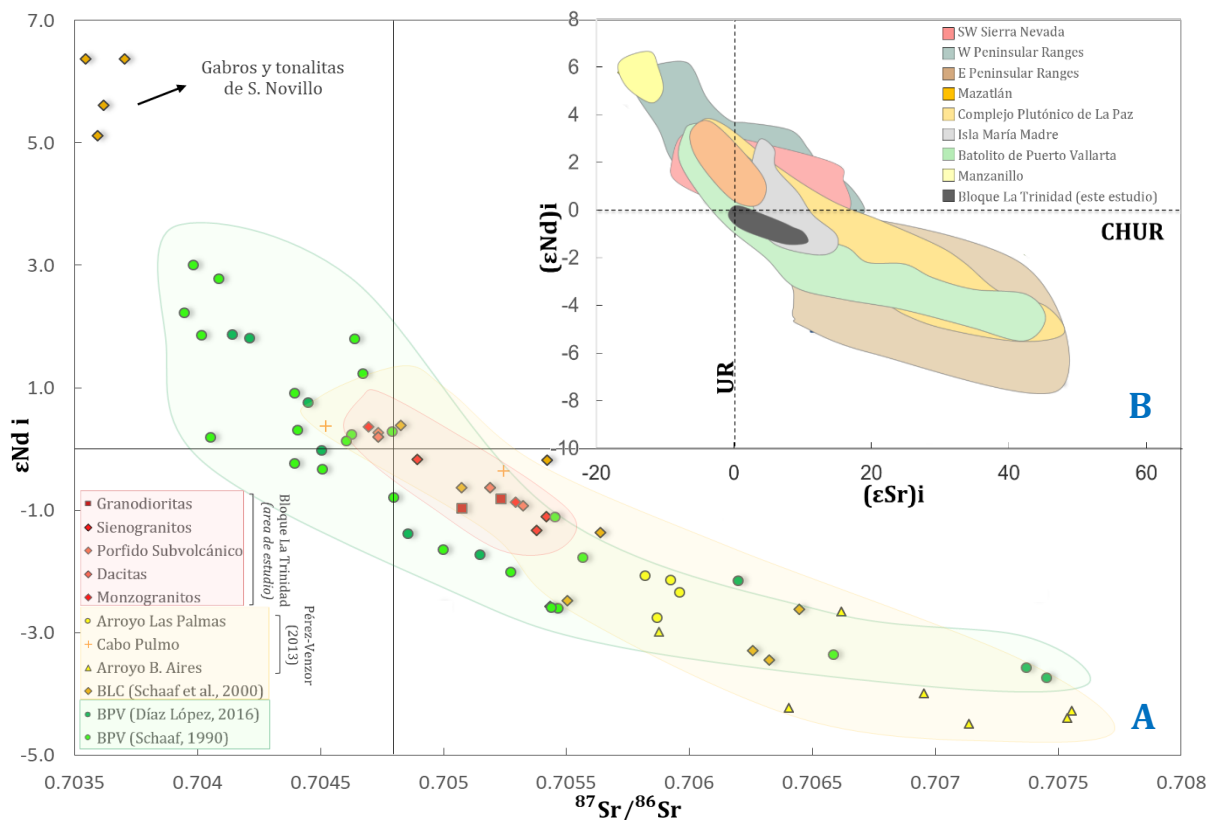 7.0
5.0
3.0
1.0
-1.0
-3.0
-5.0
εNd i
Gabros y tonalitas
de S. Novillo
Granodioritas
Sienogranitos
Porfido Subvolcánico
Dacitas
Monzogranitos
Bloque La Trinidad
(area de estudio)
Arroyo Las Palmas
Cabo Pulmo
Arroyo B. Aires
Pérez-Venzor
(2013)
BLC (Schaaf et al., 2000)
BPV (Díaz López, 2016)
BPV (Schaaf, 1990)
A
0.7035
0.704
0.7045
0.705
0.7055
0.706
0.7065
0.707
0.7075
0.708
⁸⁷Sr/⁸⁶Sr
8
6
4
2
0
-2
-4
-6
-8
-10
(εNd)i
SW Sierra Nevada
W Peninsular Ranges
E Peninsular Ranges
Mazatlán
Complejo Plutónico de La Paz
Isla María Madre
Batolito de Puerto Vallarta
Manzanillo
Bloque La Trinidad (este estudio)
CHUR
UR
B
-20
0
20
40
60
(εSr)i